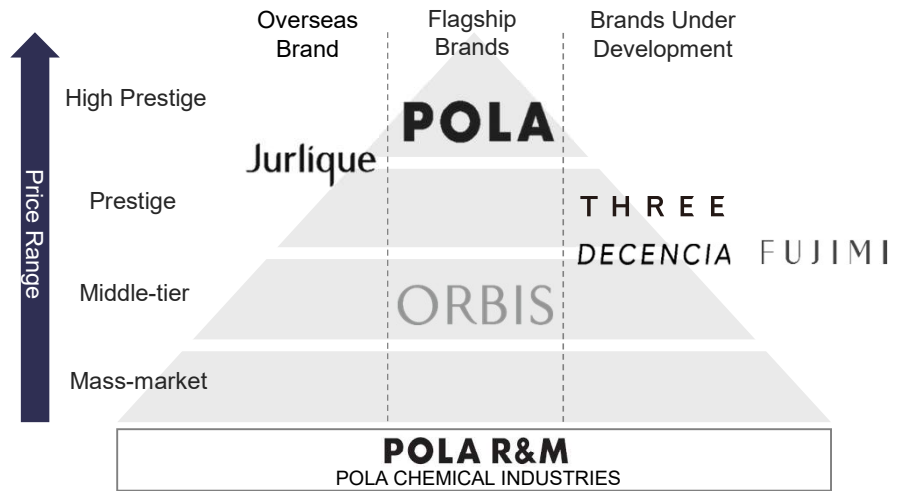 Overseas
Brand
Flagship
Brands
Brands Under
Development
High Prestige
POLA
Jurlique
Price Range
Prestige
THREE
DECENCIA
FUJIMI
Middle-tier
ORBIS
Mass-market
POLA R&M
POLA CHEMICAL INDUSTRIES